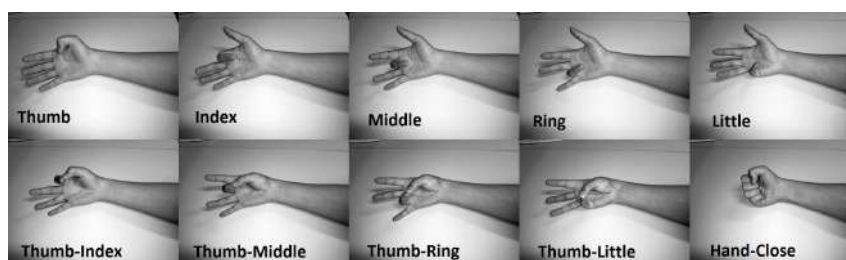 Thumb
Index
Middle
Ring
Little
Thumb-Index
Thumb-Middle
Thumb-Ring
Thumb-Little
Hand-Close